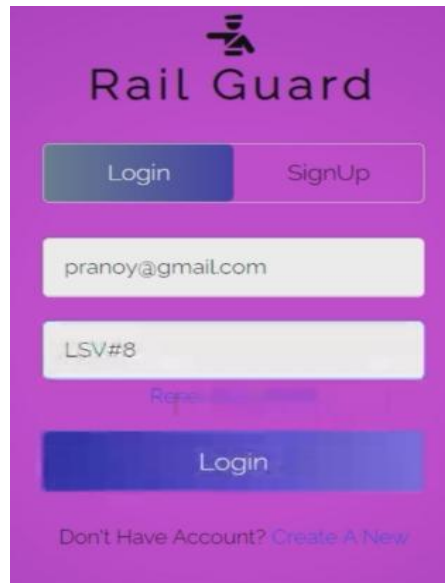 Rail Guard
Login
SignUp
pranoy@gmail.com
LSV#8
Login
Don't Have Account? Create A New